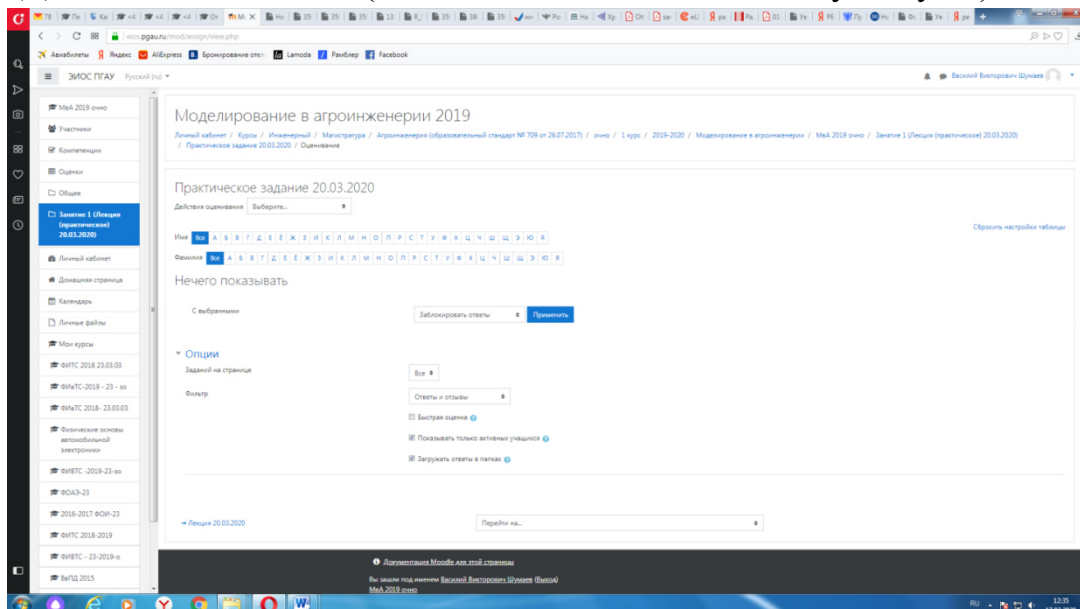 eios.pgau.ru/mod/assign/view.php
Авиабилеты Яндекс AliExpress Бронирование оте Lamoda Рамблер Facebook
ЭИОС ПГАУ Русский (ru)
Василий Викторович Шумаев
МвА 2019 очно
Участники
Компетенции
Оценки
Общее
Занятие 1 (Лекция
(практическое)
20.03.2020)
Личный кабинет
Домашняя страница
Календарь
Личные файлы
Мои курсы
ФИТС 2018 23.03.03
ФИвТС-2019 - 23 - зо
ФИвТС 2018- 23.03.03
Физические основы
автомобильной
электроники
ФИВТС -2019-23-зо
ФОАЭ-23
2016-2017 ФОИ-23
ФИТС 2018-2019
ФИВТС - 23-2019-о
ВвПД 2015
Моделирование в агроинженерии 2019
Личный кабинет / Курсы / Инженерный / Магистратура / Агроинженерия (образовательный стандарт № 709 от 26.07.2017) / очно / 1 курс / 2019-2020 / Моделирование в агроинженерии / МвА 2019 очно / Занятие 1 (Лекция (практическое) 20.03.2020)
/ Практическое задание 20.03.2020 / Оценивание
Практическое задание 20.03.2020
Действия оценивания Выберите...
Сбросить настройки таблицы
Имя Все А Б В Г Д Е Ё Ж З И К Л М Н О П Р С Т У Ф Х Ц Ч Ш Щ Э Ю Я
Фамилия Все А Б В Г Д Е Ё Ж З И К Л М Н О П Р С Т У Ф Х Ц Ч Ш Щ Э Ю Я
Нечего показывать
С выбранными Заблокировать ответы Применить
Опции
Заданий на странице Все
Фильтр Ответы и отзывы
Быстрая оценка
Показывать только активных учащихся
Загружать ответы в папках
Лекция 20.03.2020 Перейти на...
Документация Moodle для этой страницы
Вы зашли под именем Василий Викторович Шумаев (Выход)
МвА 2019 очно
RU 12:35